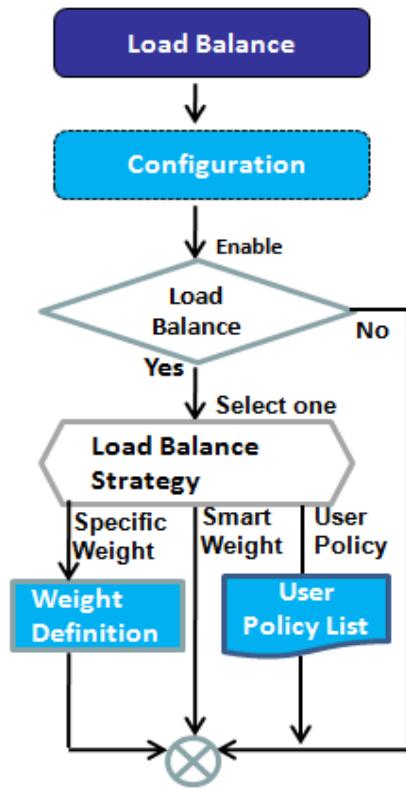 Load Balance
Configuration
Enable
Load
Balance
No
Yes
Select one
Load Balance
Strategy
Specific
Weight
Smart
Weight
User
Policy
Weight
Definition
User
Policy List